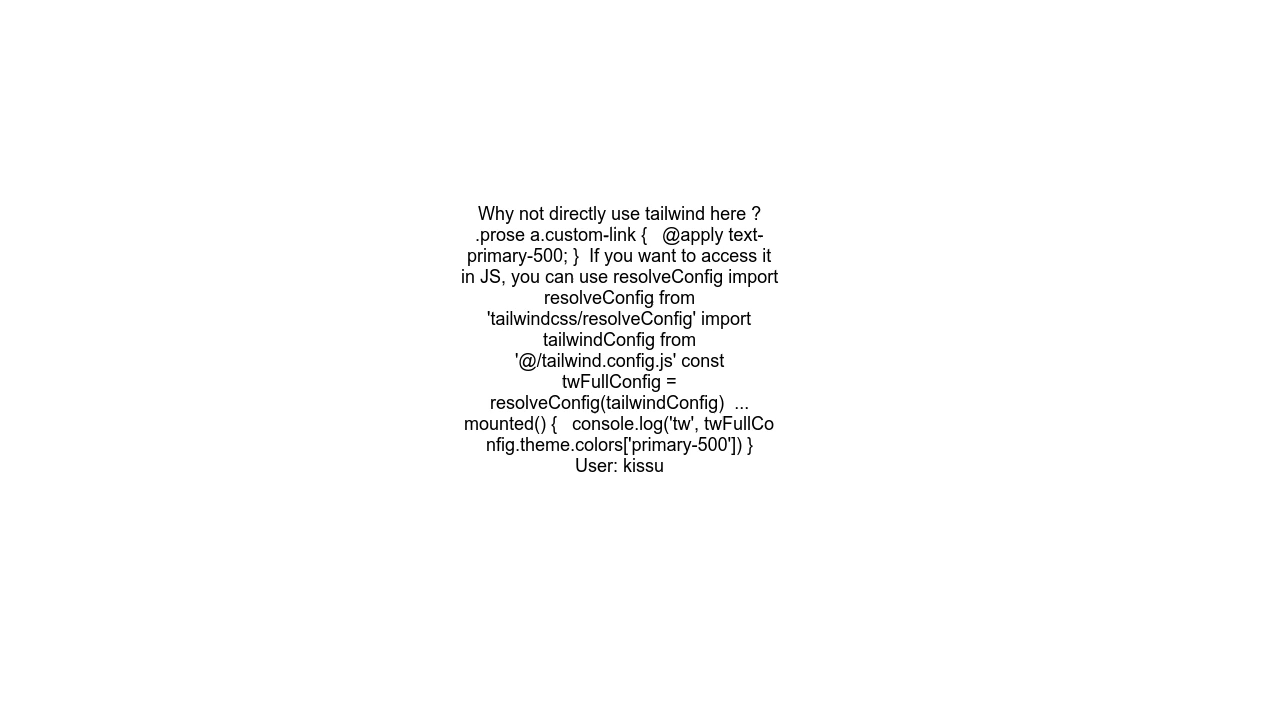 Why not directly use tailwind here ?
.prose a.custom-link {   @apply text-
primary-500; }  If you want to access it
in JS, you can use resolveConfig import
resolveConfig from
'tailwindcss/resolveConfig' import
tailwindConfig from
'@/tailwind.config.js' const
twFullConfig =
resolveConfig(tailwindConfig)  ...
mounted() {   console.log('tw', twFullCo
nfig.theme.colors['primary-500']) }
User: kissu